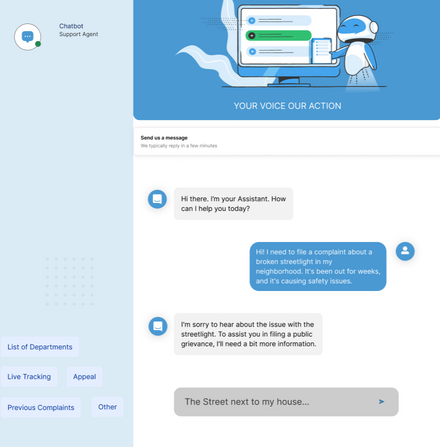 Chatbot
Support Agent
YOUR VOICE OUR ACTION
Send us a message
We typically reply in a few minutes
Hi there. I'm your Assistant. How
can I help you today?
Hi! I need to file a complaint about a
broken streetlight in my
neighborhood. It's been out for weeks,
and it's causing safety issues.
I'm sorry to hear about the issue with the
streetlight. To assist you in filing a public
grievance, I'll need a bit more information.
List of Departments
Live Tracking
Appeal
Previous Complaints
Other
The Street next to my house...